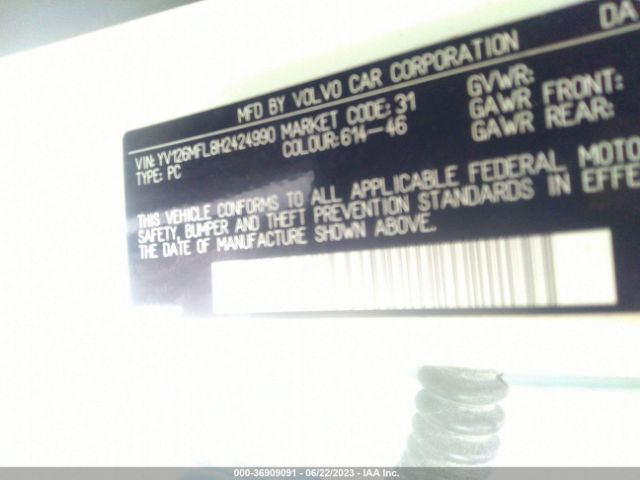 MFD BY VOLVO CAR CORPORATION DA
VIN: YV126MFL8H2424990 MARKET CODE: 31 GVWR:
TYPE: PC COLOUR: 614-46 GAWR FRONT:
GAWR REAR:
THIS VEHICLE CONFORMS TO ALL APPLICABLE FEDERAL MOTO
SAFETY, BUMPER AND THEFT PREVENTION STANDARDS IN EFFE
THE DATE OF MANUFACTURE SHOWN ABOVE.
000-36909091 - 06/22/2023 - IAA Inc.